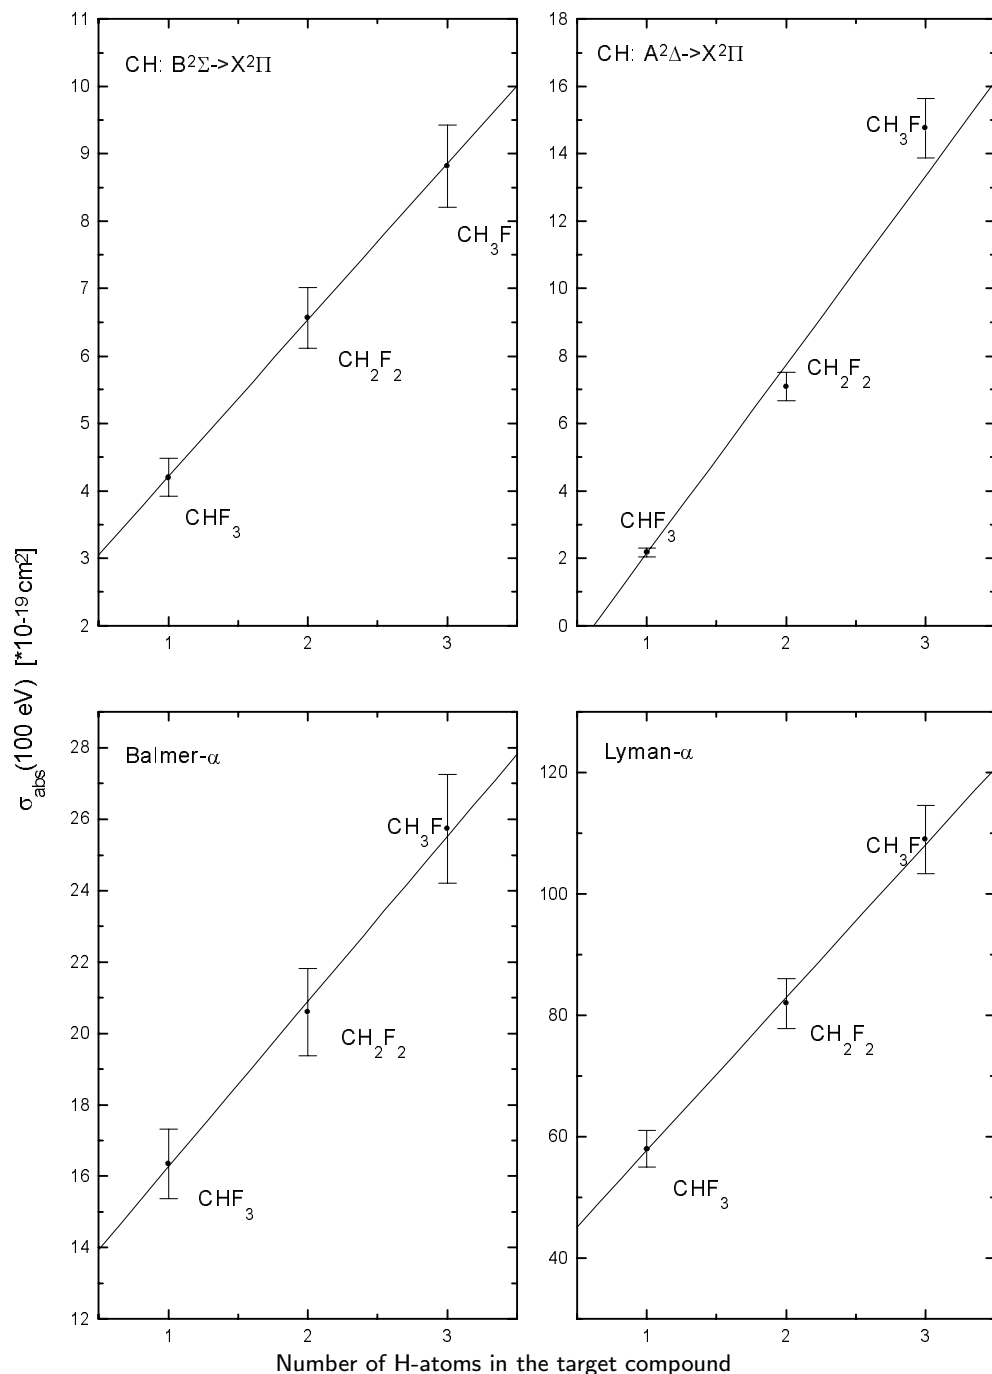 CH: B²Σ->X²Π
11
10
9
8
7
6
5
4
3
2
CH₃F
CH₂F₂
CHF₃
1 2 3
CH: A²Δ->X²Π
18
16
14
12
10
8
6
4
2
0
CH₃F
CH₂F₂
CHF₃
1 2 3
σabs(100 eV) [*10-19cm²]
Balmer-α
28
26
24
22
20
18
16
14
12
CH₃F
CH₂F₂
CHF₃
1 2 3
Lyman-α
120
100
80
60
40
CH₃F
CH₂F₂
CHF₃
1 2 3
Number of H-atoms in the target compound